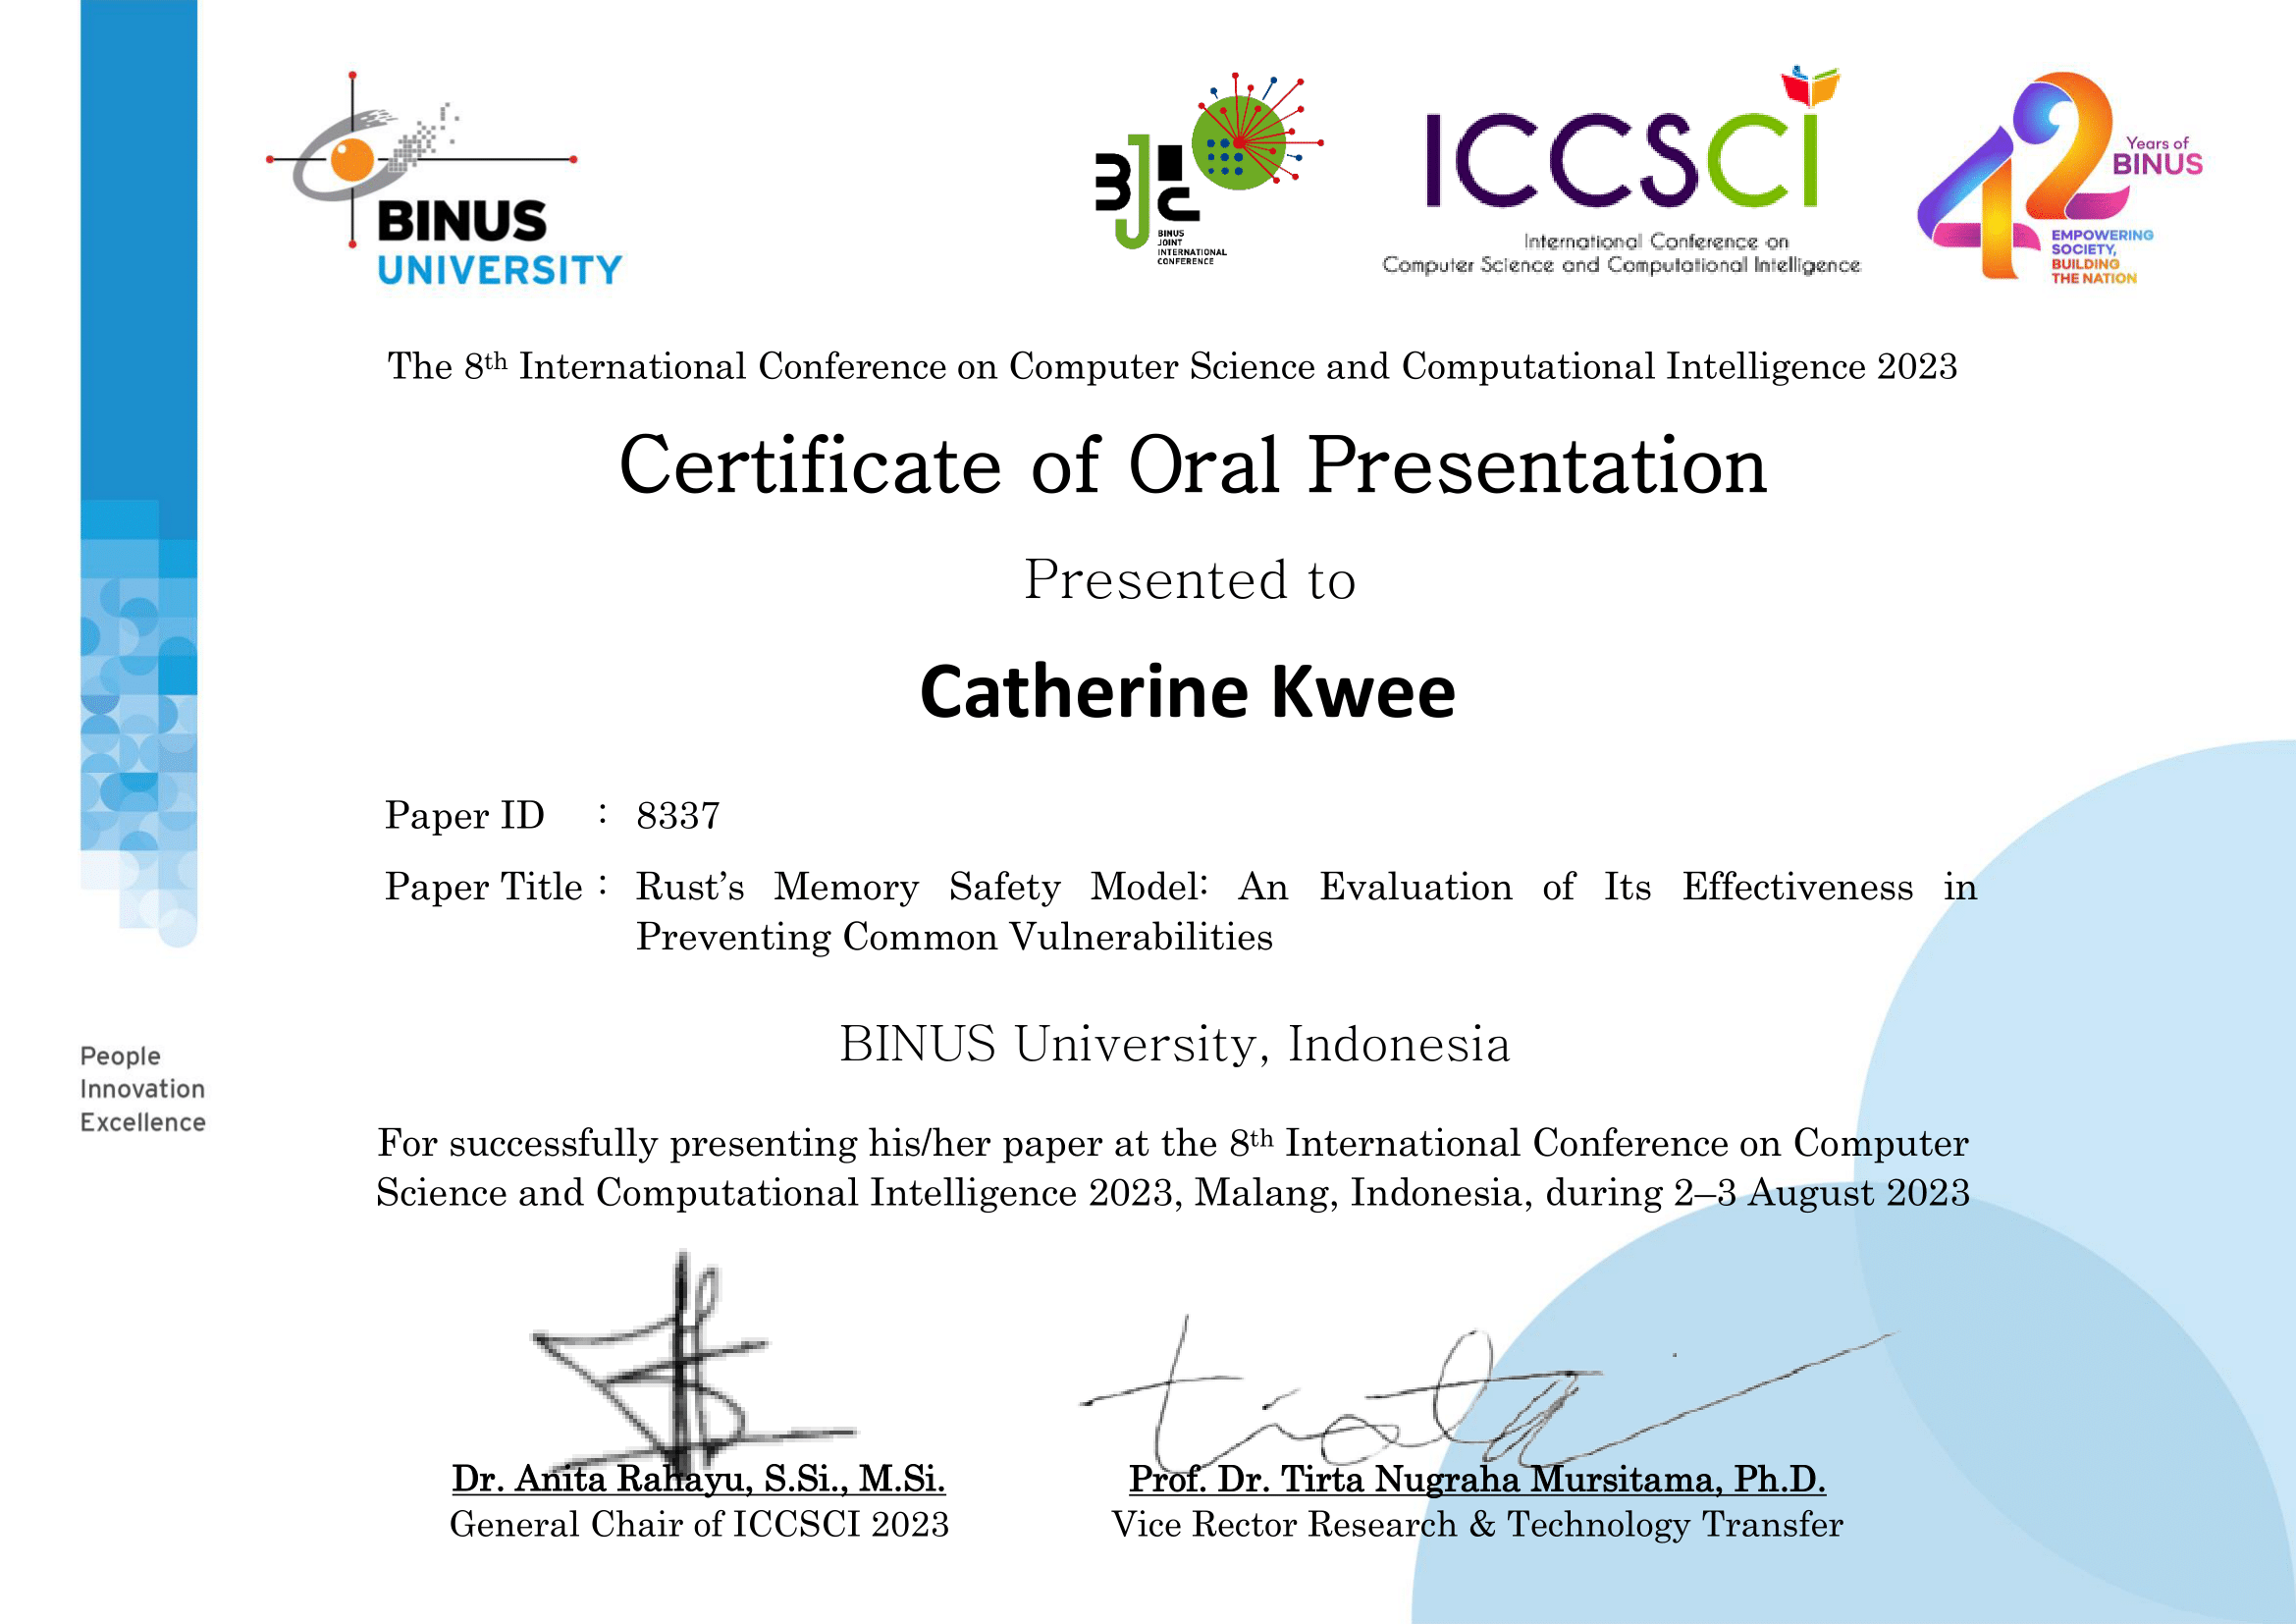 BINUS
UNIVERSITY
BJIC
BINUS
JOINT
INTERNATIONAL
CONFERENCE
ICCSCI
International Conference on
Computer Science and Computational Intelligence
42
Years of
BINUS
EMPOWERING
SOCIETY,
BUILDING
THE NATION
The 8th International Conference on Computer Science and Computational Intelligence 2023
Certificate of Oral Presentation
Presented to
Catherine Kwee
Paper ID : 8337
Paper Title : Rust’s Memory Safety Model: An Evaluation of Its Effectiveness in
Preventing Common Vulnerabilities
BINUS University, Indonesia
People
Innovation
Excellence
For successfully presenting his/her paper at the 8th International Conference on Computer
Science and Computational Intelligence 2023, Malang, Indonesia, during 2–3 August 2023
Dr. Anita Rahayu, S.Si., M.Si.
General Chair of ICCSCI 2023
Prof. Dr. Tirta Nugraha Mursitama, Ph.D.
Vice Rector Research & Technology Transfer